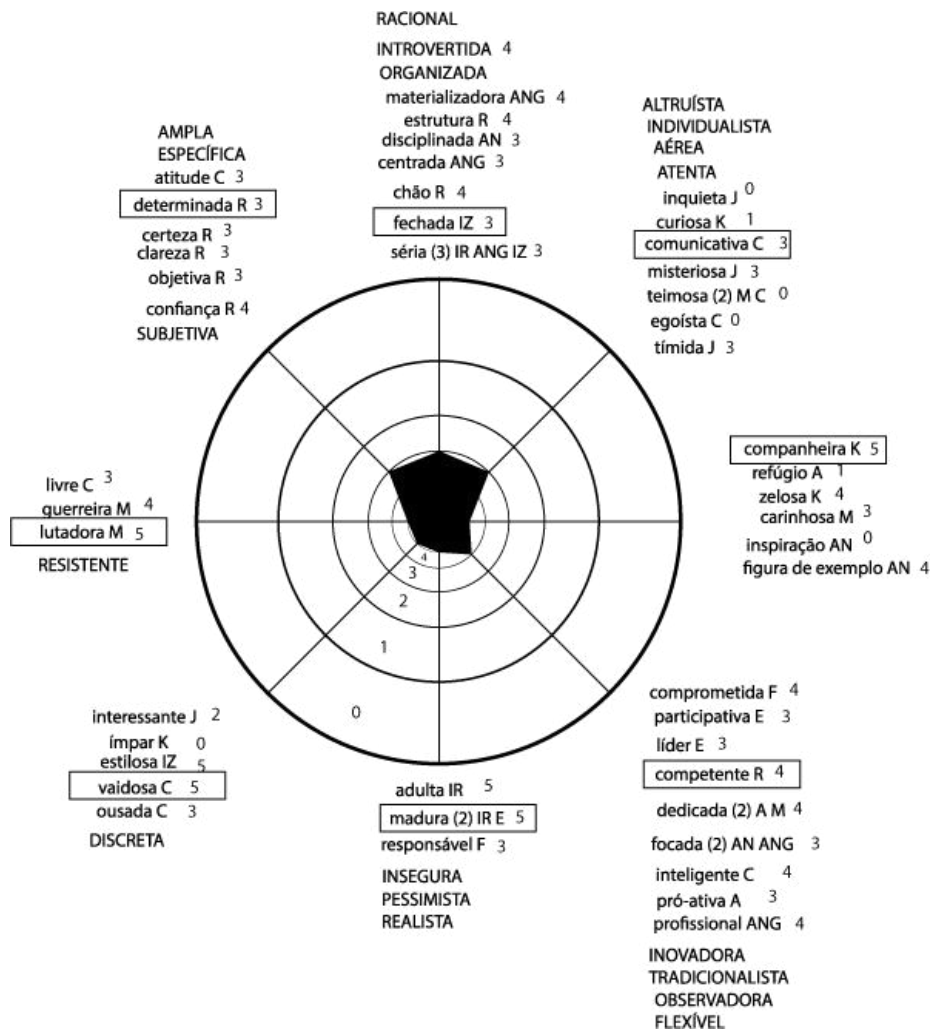 RACIONAL
INTROVERTIDA 4
ORGANIZADA
materializadora ANG 4
estrutura R 4
disciplinada AN 3
centrada ANG 3
chão R 4
fechada IZ 3
séria (3) IR ANG IZ 3
AMPLA
ESPECÍFICA
atitude C 3
determinada R 3
certeza R 3
clareza R 3
objetiva R 3
confiança R 4
SUBJETIVA
ALTRUÍSTA
INDIVIDUALISTA
AÉREA
ATENTA
inquieta J 0
curiosa K 1
comunicativa C 3
misteriosa J 3
teimosa (2) M C 0
egoísta C 0
tímida J 3
livre C 3
guerreira M 4
lutadora M 5
RESISTENTE
companheira K 5
refúgio A 1
zelosa K 4
carinhosa M 3
inspiração AN 0
figura de exemplo AN 4
4
3
2
1
0
interessante J 2
ímpar K 0
estilosa IZ 5
vaidosa C 5
ousada C 3
DISCRETA
adulta IR 5
madura (2) IR E 5
responsável F 3
INSEGURA
PESSIMISTA
REALISTA
comprometida F 4
participativa E 3
líder E 3
competente R 4
dedicada (2) A M 4
focada (2) AN ANG 3
inteligente C 4
pró-ativa A 3
profissional ANG 4
INOVADORA
TRADICIONALISTA
OBSERVADORA
FLEXÍVEL